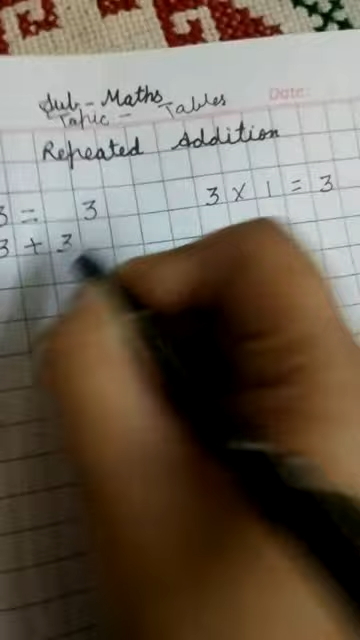 Sub - Maths
Date:
Topic - Tables
Repeated Addition
3 = 3 3 × 1 = 3
3 + 3